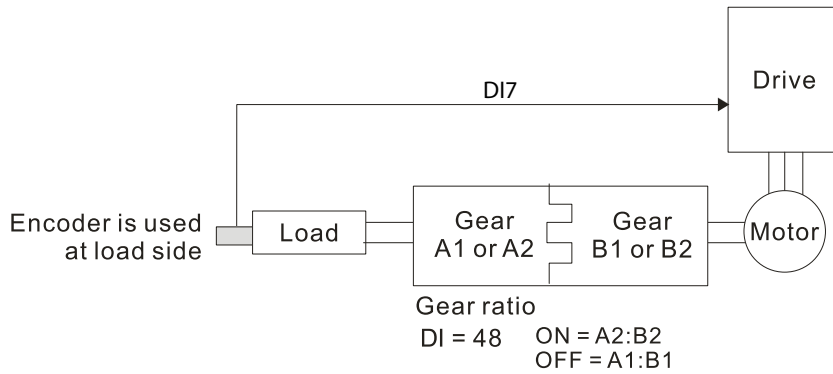 Drive
DI7
Encoder is used
at load side
Load
Gear
A1 or A2
Gear
B1 or B2
Motor
Gear ratio
DI = 48 ON = A2:B2
OFF = A1:B1